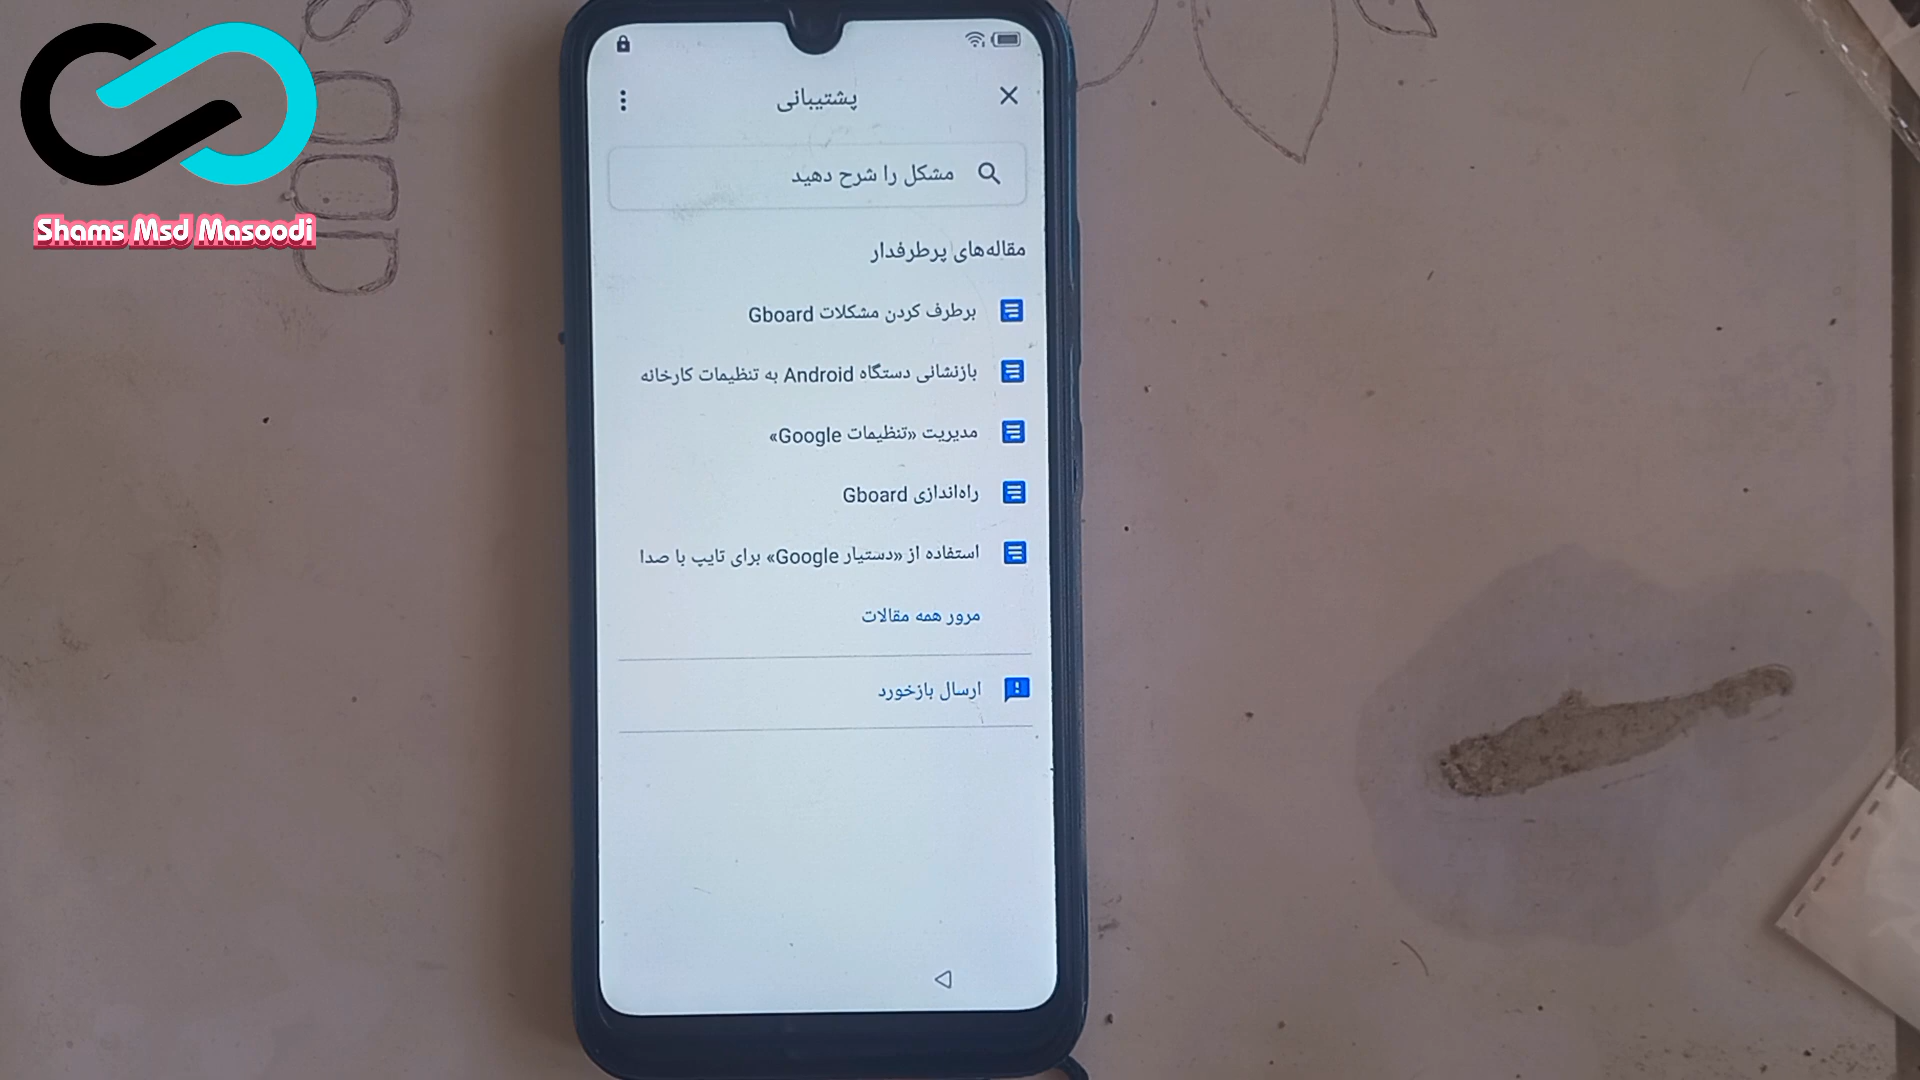 Shams Msd Masoodi
پشتیبانی
مشکل را شرح دهید
مقاله‌های پرطرفدار
برطرف کردن مشکلات Gboard
بازنشانی دستگاه Android به تنظیمات کارخانه
مدیریت «تنظیمات Google»
راه‌اندازی Gboard
استفاده از «دستیار Google» برای تایپ با صدا
مرور همه مقالات
ارسال بازخورد